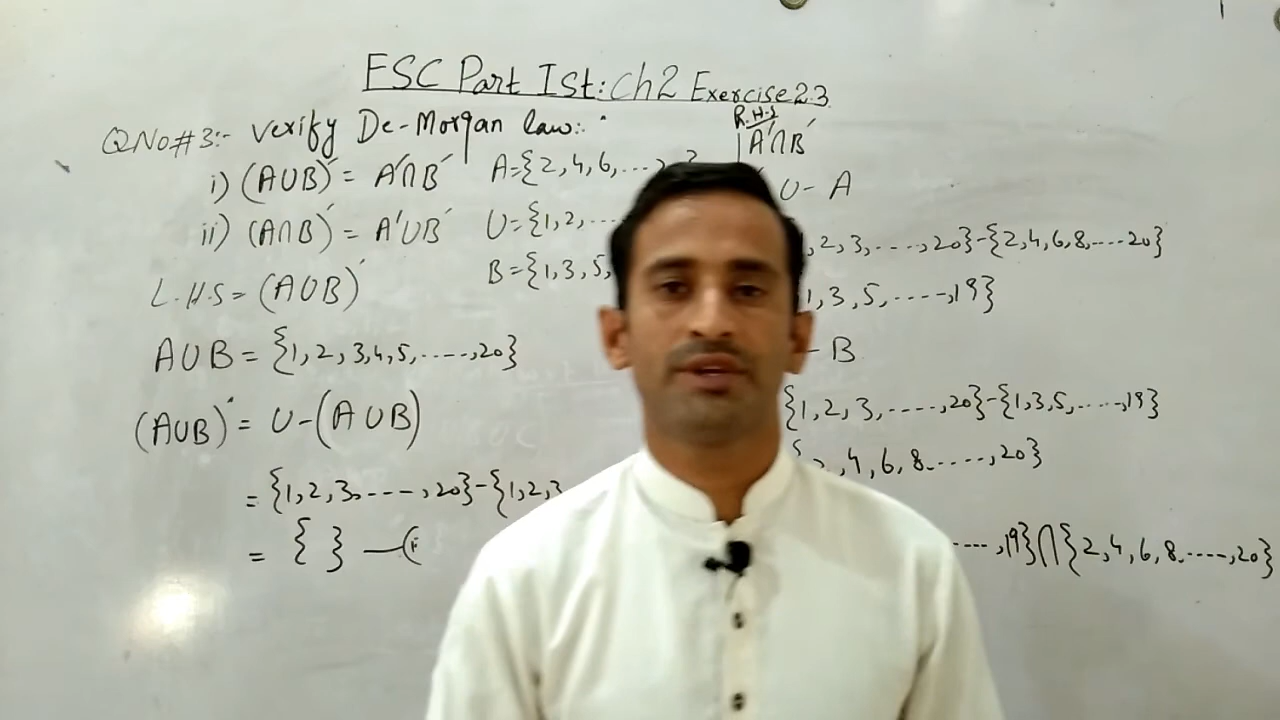 FSC Part Ist: Ch2 Exercise 2.3
Q No # 3:- Verify De-Morgan law:-
i) (A∪B)′ = A′∩B′
ii) (A∩B)′ = A′∪B′
L.H.S = (A∪B)′
A∪B = {1, 2, 3, 4, 5, ......, 20}
(A∪B)′ = U-(A∪B)
= {1, 2, 3, ......, 20}-{1, 2, 3
= { } —(i
A={2, 4, 6, ...
U={1, 2, ...
B={1, 3, 5,
R.H.S
A′∩B′
U- A
, 2, 3, ......, 20}-{2, 4, 6, 8, ....20}
1, 3, 5, ......, 19}
- B
{1, 2, 3, ......, 20}-{1, 3, 5, ....., 19}
{2, 4, 6, 8......, 20}
...., 19}∩{2, 4, 6, 8......, 20}